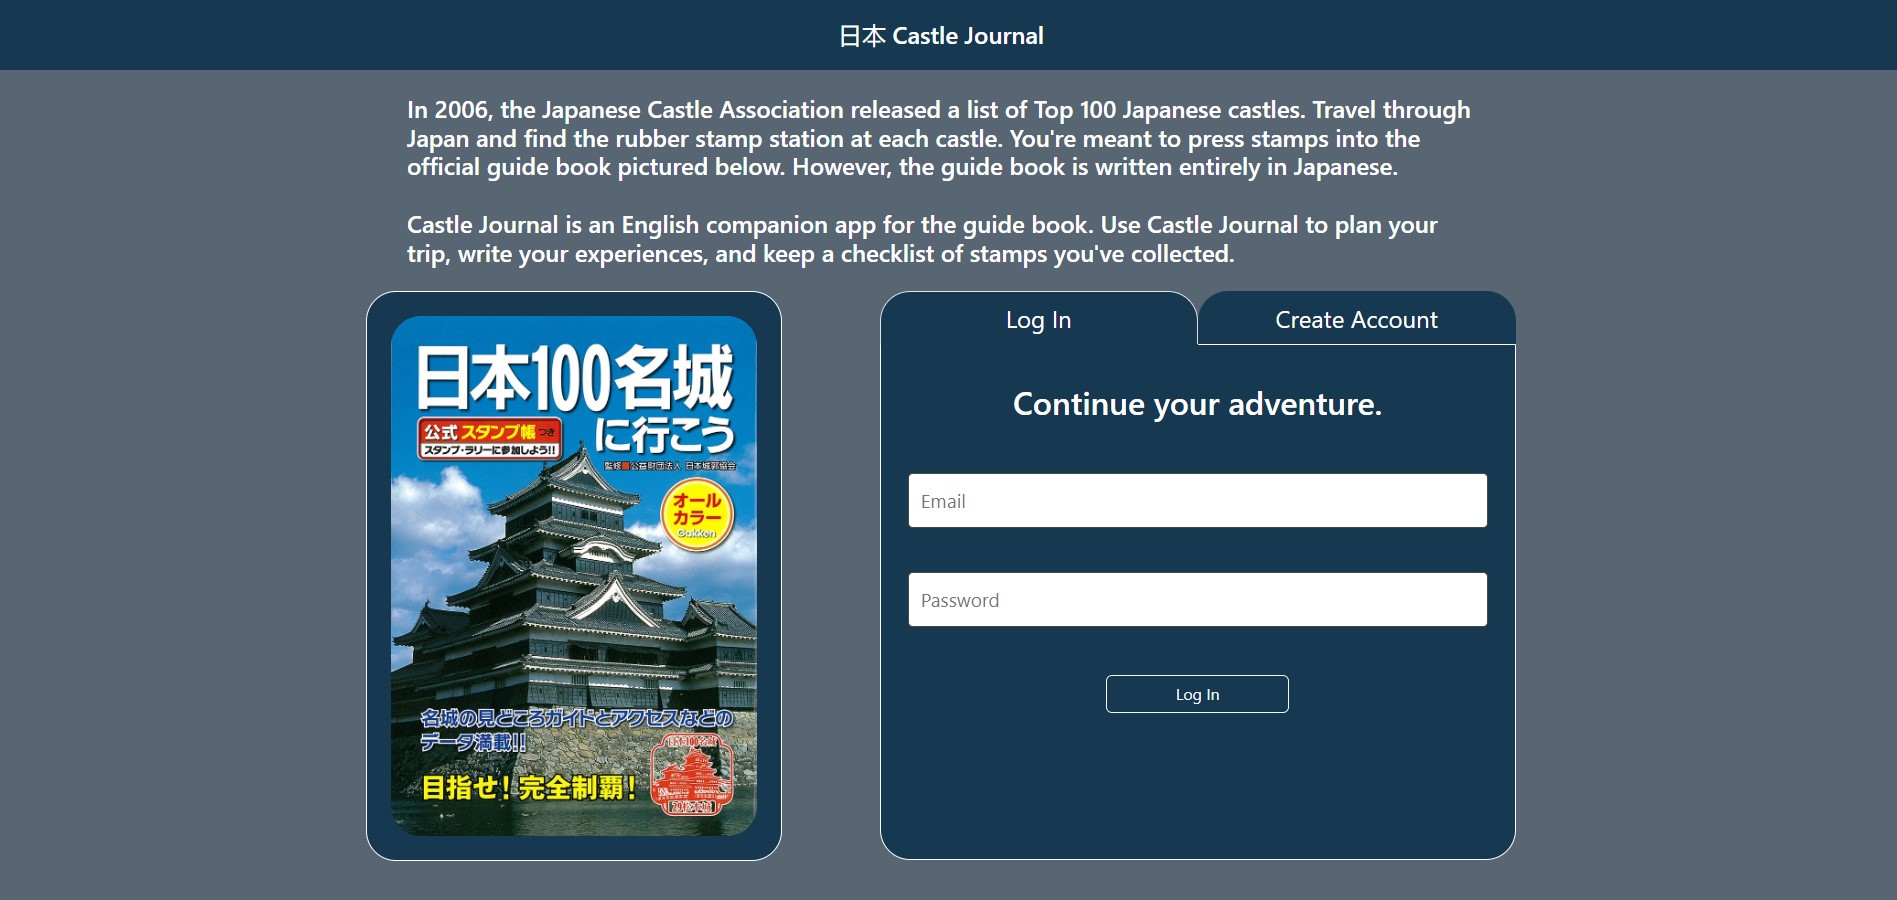 日本 Castle Journal
In 2006, the Japanese Castle Association released a list of Top 100 Japanese castles. Travel through
Japan and find the rubber stamp station at each castle. You're meant to press stamps into the
official guide book pictured below. However, the guide book is written entirely in Japanese.
Castle Journal is an English companion app for the guide book. Use Castle Journal to plan your
trip, write your experiences, and keep a checklist of stamps you've collected.
日本100名城
に行こう
公式 スタンプ帳つき
スタンプ・ラリーに参加しよう!!
監修■公益財団法人 日本城郭協会
オール
カラー
Gakken
名城の見どころガイドとアクセスなどの
データ満載!!
目指せ! 完全制覇!
日本100名城
29松本城
Log In
Create Account
Continue your adventure.
Email
Password
Log In